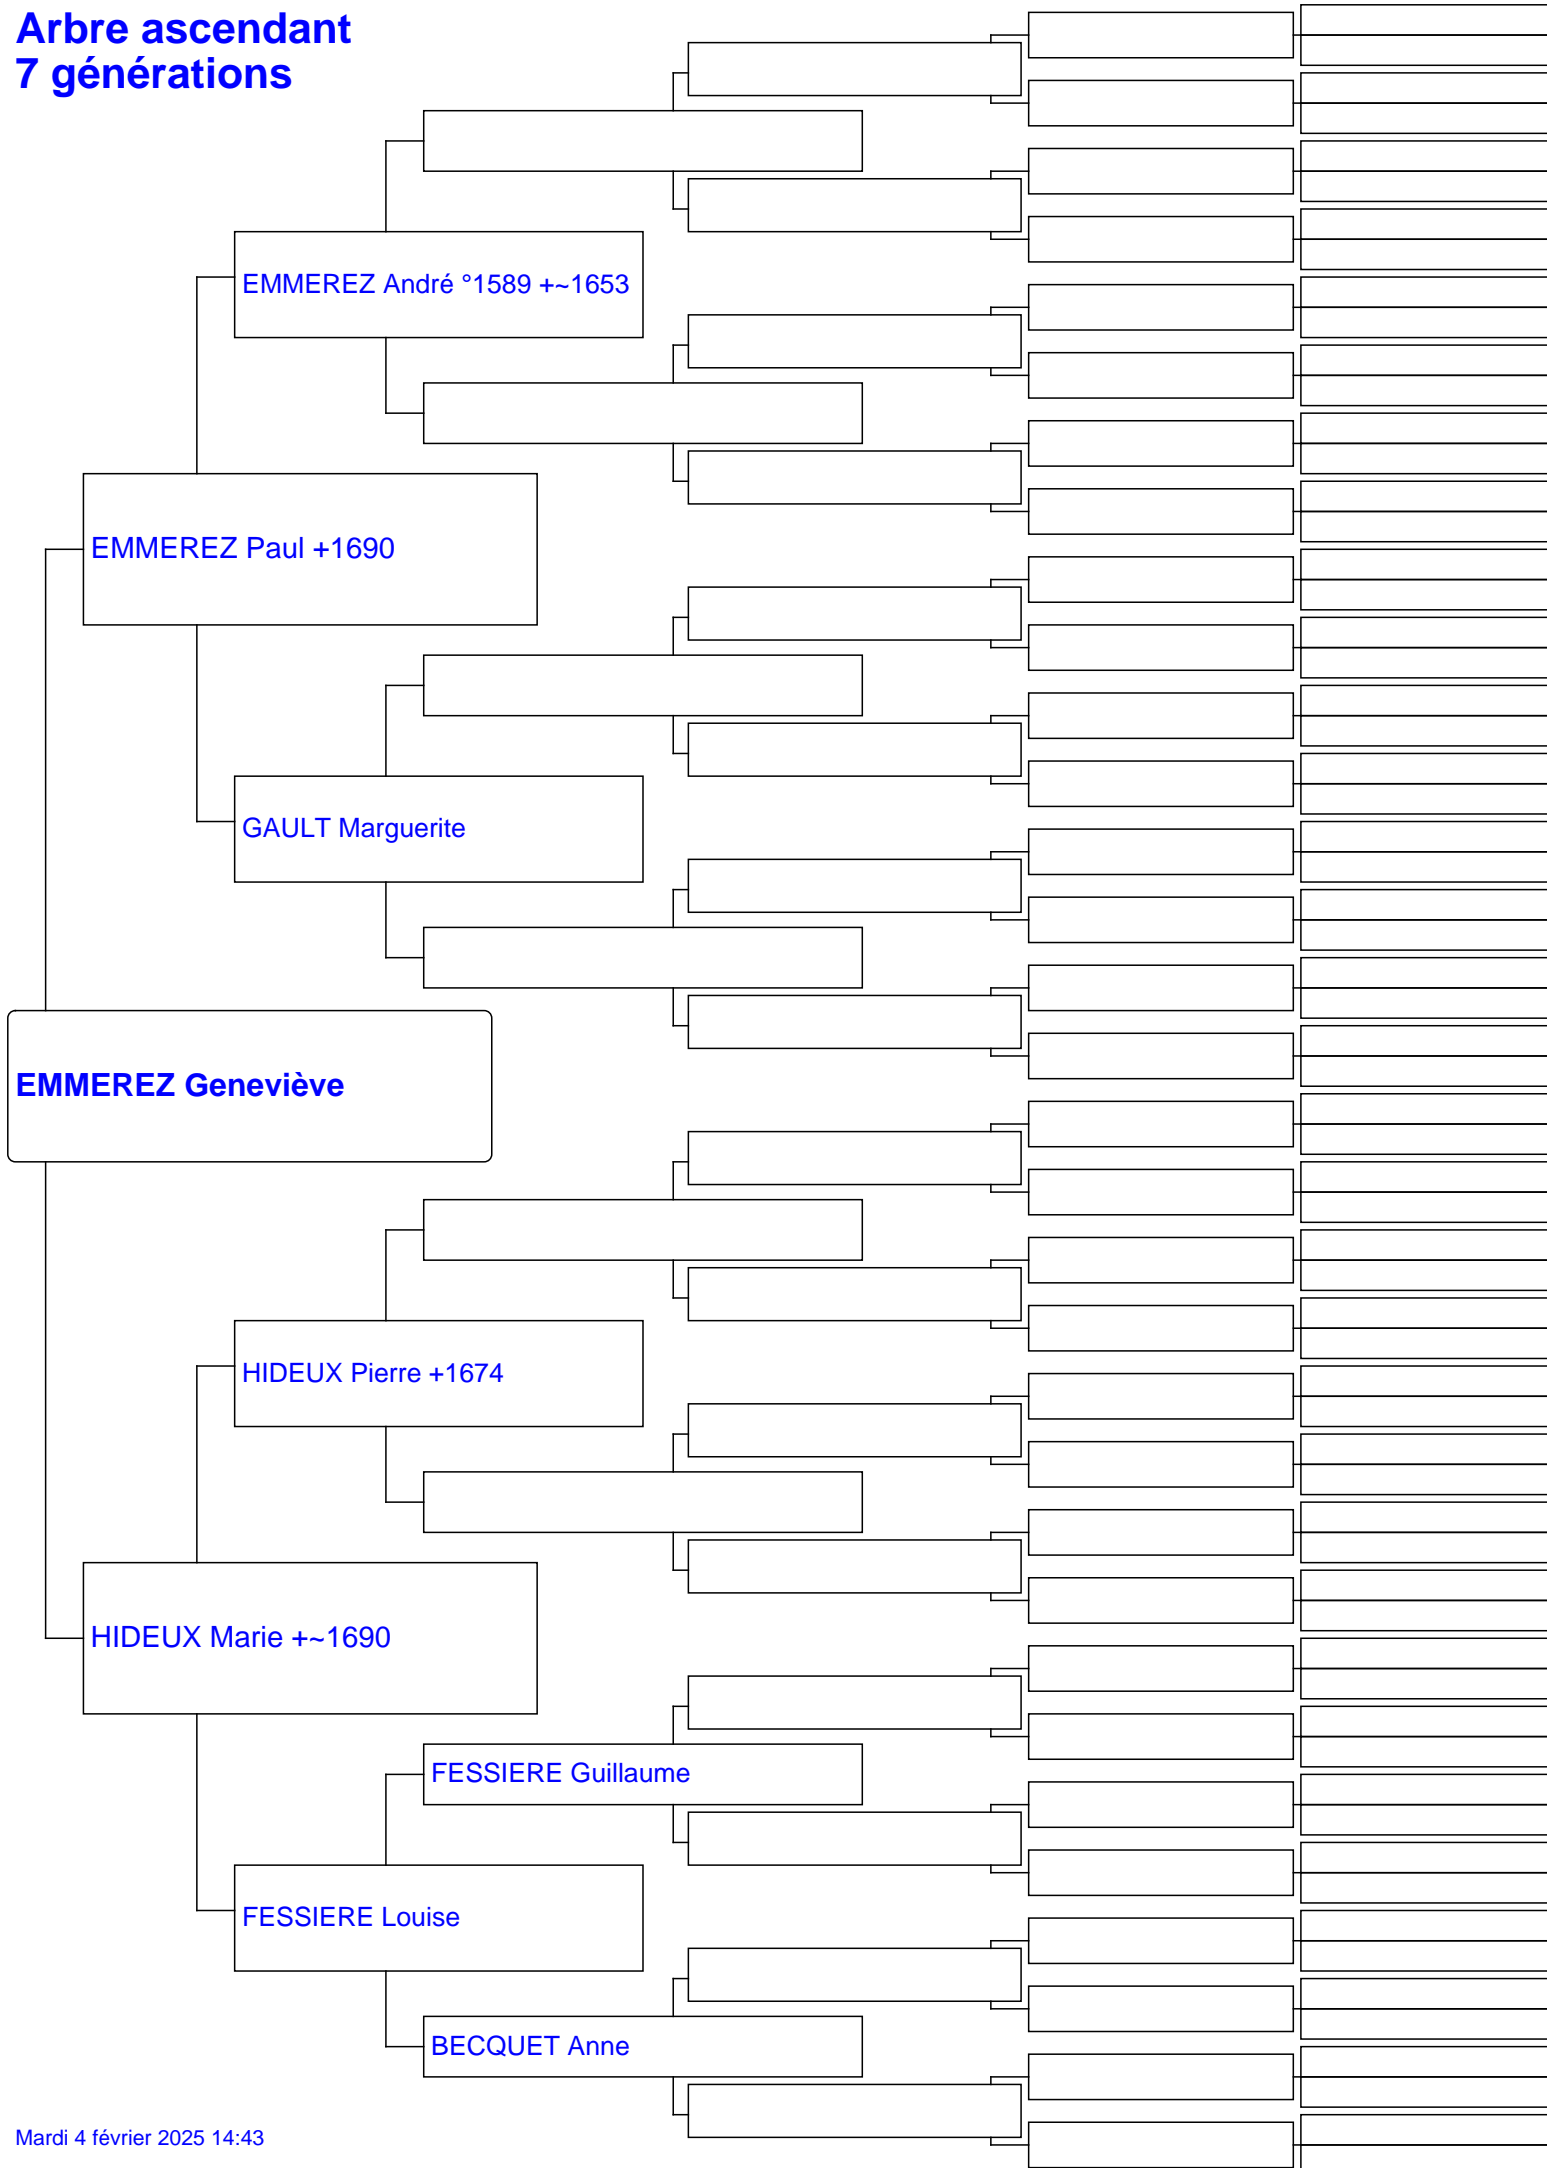 Arbre ascendant
7 générations
EMMEREZ André °1589 +~1653
EMMEREZ Paul +1690
GAULT Marguerite
EMMEREZ Geneviève
HIDEUX Pierre +1674
HIDEUX Marie +~1690
FESSIERE Guillaume
FESSIERE Louise
BECQUET Anne
Mardi 4 février 2025 14:43